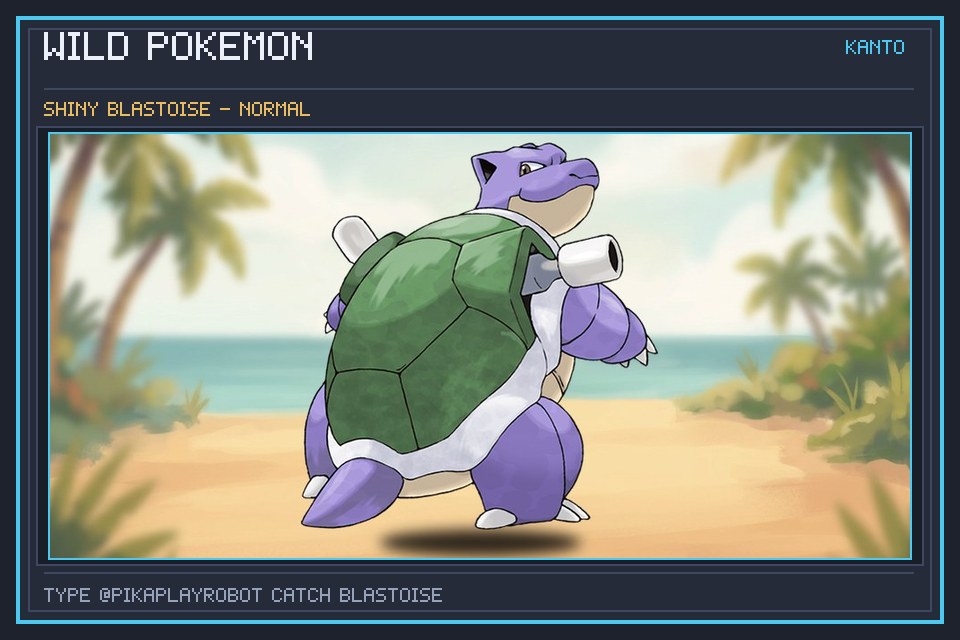 WILD POKEMON
KANTO
SHINY BLASTOISE - NORMAL
TYPE @PIKAPLAYROBOT CATCH BLASTOISE